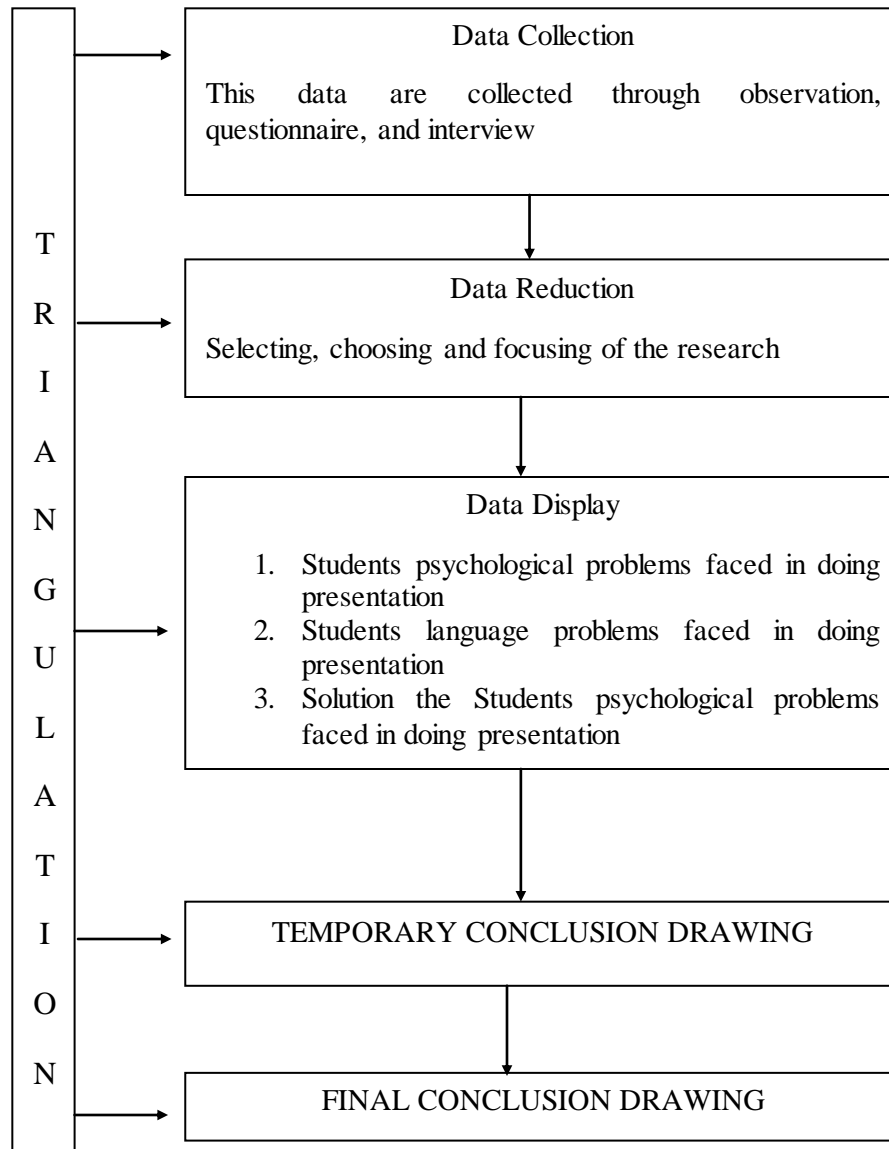 TRIANGULATION
Data Collection
This data are collected through observation,
questionnaire, and interview
Data Reduction
Selecting, choosing and focusing of the research
Data Display
1. Students psychological problems faced in doing
presentation
2. Students language problems faced in doing
presentation
3. Solution the Students psychological problems
faced in doing presentation
TEMPORARY CONCLUSION DRAWING
FINAL CONCLUSION DRAWING